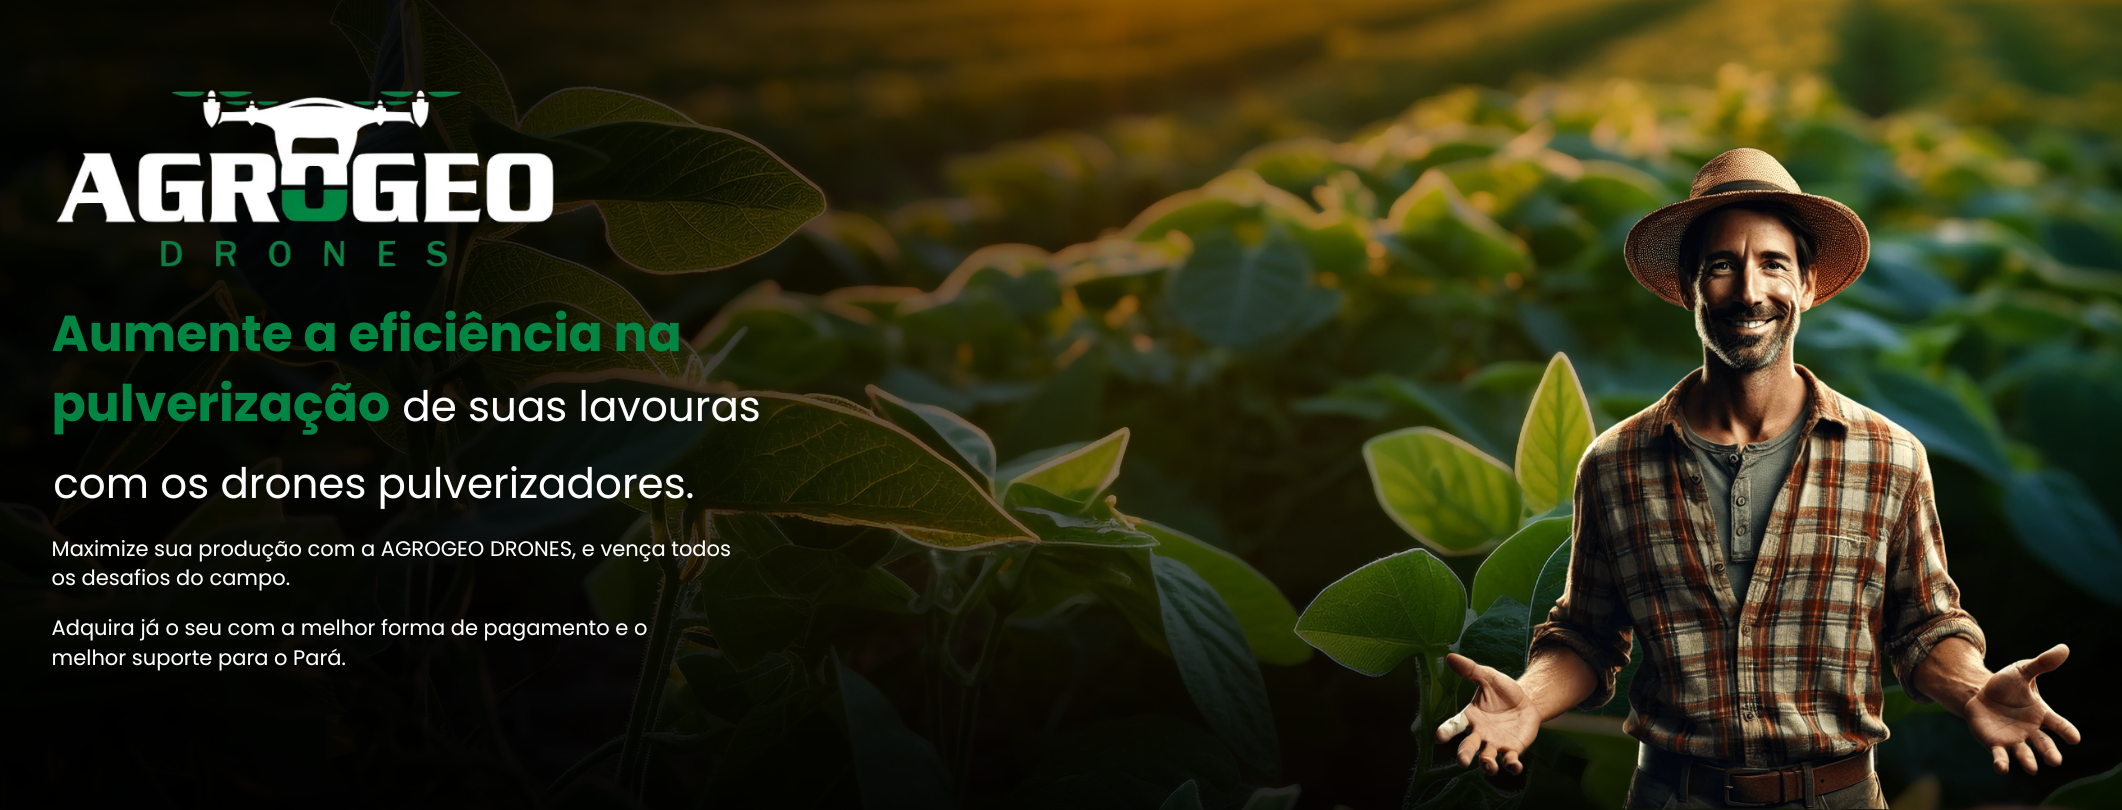 AGROGEO
DRONES
Aumente a eficiência na
pulverização de suas lavouras
com os drones pulverizadores.
Maximize sua produção com a AGROGEO DRONES, e vença todos
os desafios do campo.
Adquira já o seu com a melhor forma de pagamento e o
melhor suporte para o Pará.